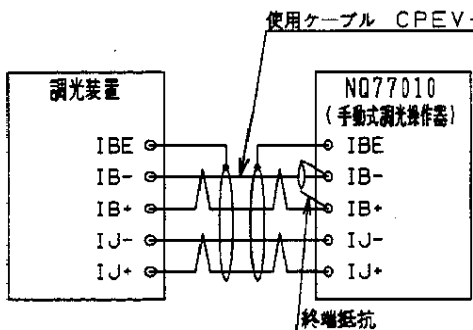 使用ケーブル CPEV-
調光装置
NQ77010
(手動式調光操作器)
IBE
IB-
IB+
IJ-
IJ+
IBE
IB-
IB+
IJ-
IJ+
終端抵抗